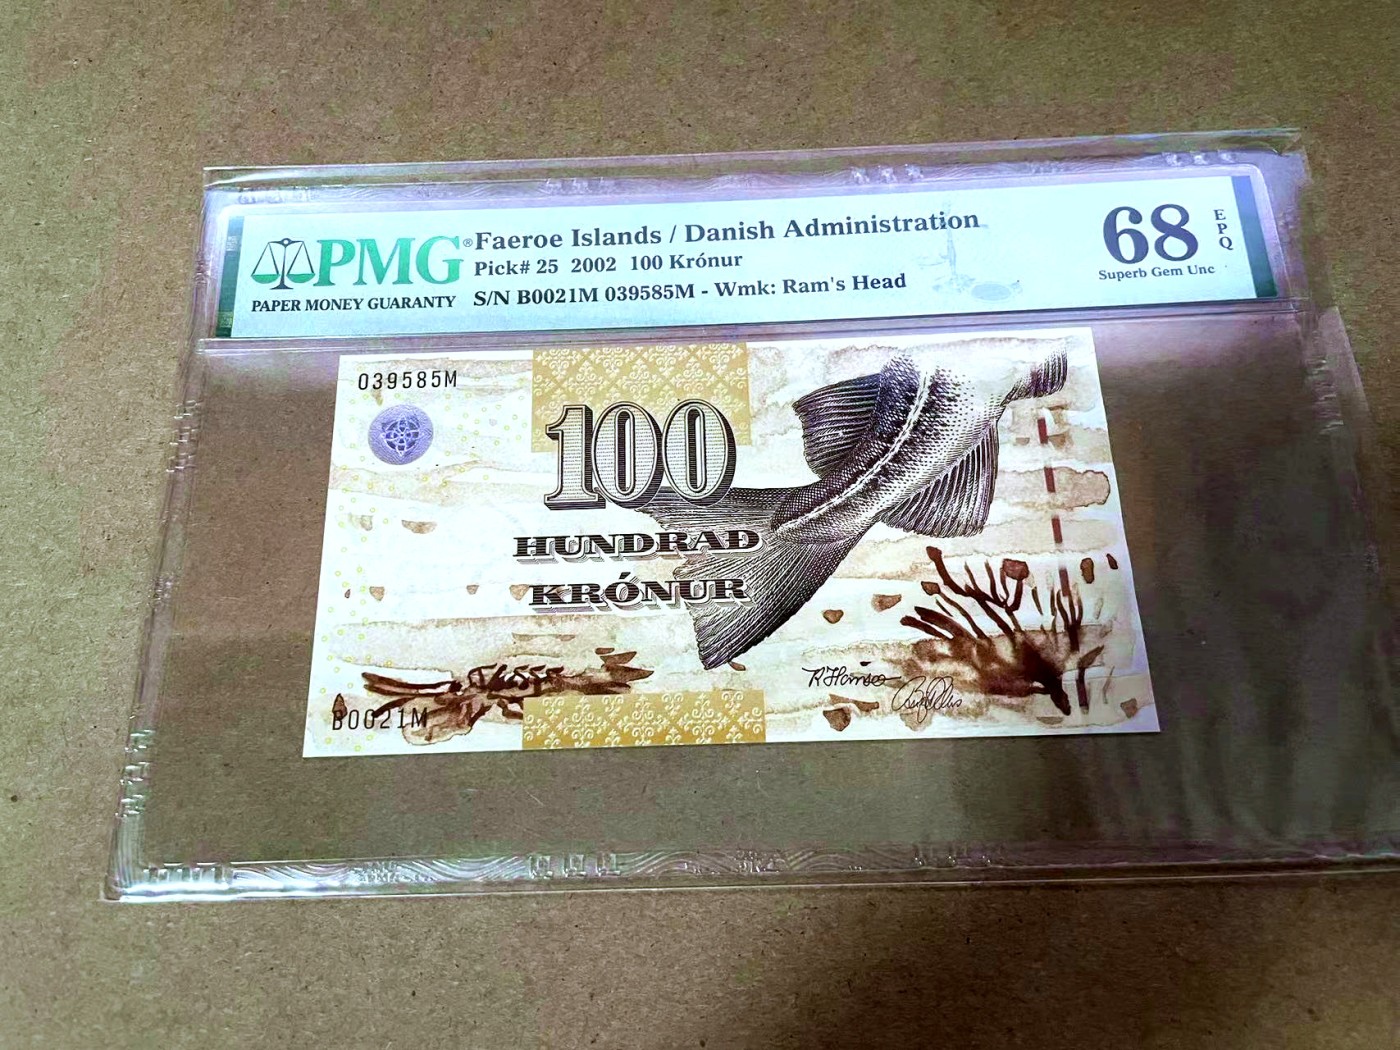 PMG®
PAPER MONEY GUARANTY
Faeroe Islands / Danish Administration
Pick# 25 2002 100 Krónur
S/N B0021M 039585M - Wmk: Ram's Head
68
EPQ
Superb Gem Unc
039585M
100
HUNDRAÐ
KRÓNUR
B0021M